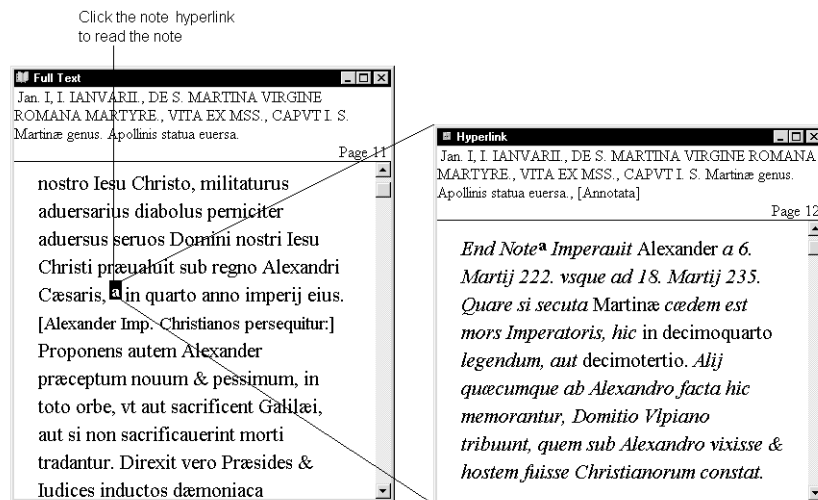 Click the note hyperlink
to read the note
Full Text
Jan. I, I. IANVARII., DE S. MARTINA VIRGINE
ROMANA MARTYRE., VITA EX MSS., CAPVT I. S.
Martinæ genus. Apollinis statua euersa.
Page 11
nostro Iesu Christo, militaturus
aduersarius diabolus perniciter
aduersus seruos Domini nostri Iesu
Christi præualuit sub regno Alexandri
Cæsaris, a in quarto anno imperij eius.
[Alexander Imp. Christianos persequitur:]
Proponens autem Alexander
præceptum nouum & pessimum, in
toto orbe, vt aut sacrificent Galilæi,
aut si non sacrificauerint morti
tradantur. Direxit vero Præsides &
Iudices inductos dæmoniaca
Hyperlink
Jan. I, I. IANVARII., DE S. MARTINA VIRGINE ROMANA
MARTYRE., VITA EX MSS., CAPVT I. S. Martinæ genus.
Apollinis statua euersa., [Annotata]
Page 12
End Noteª Imperauit Alexander a 6.
Martij 222. vsque ad 18. Martij 235.
Quare si secuta Martinæ cædem est
mors Imperatoris, hic in decimoquarto
legendum, aut decimotertio. Alij
quæcumque ab Alexandro facta hic
memorantur, Domitio Vlpiano
tribuunt, quem sub Alexandro vixisse &
hostem fuisse Christianorum constat.